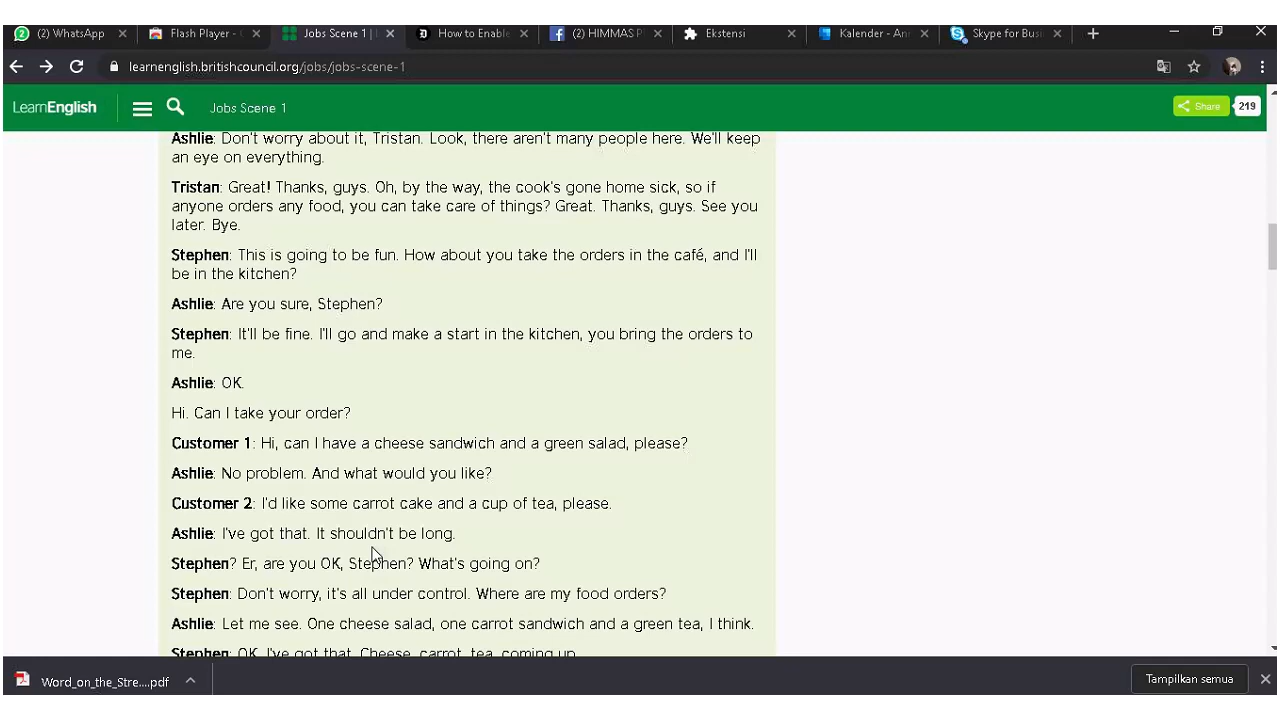 (2) WhatsApp
Flash Player - 
Jobs Scene 1 |
How to Enable
(2) HIMMAS P
Ekstensi
Kalender - An
Skype for Busi
learnenglish.britishcouncil.org/jobs/jobs-scene-1
LearnEnglish
Jobs Scene 1
Share
219
Ashlie: Don't worry about it, Tristan. Look, there aren't many people here. We'll keep
an eye on everything.
Tristan: Great! Thanks, guys. Oh, by the way, the cook's gone home sick, so if
anyone orders any food, you can take care of things? Great. Thanks, guys. See you
later. Bye.
Stephen: This is going to be fun. How about you take the orders in the café, and I'll
be in the kitchen?
Ashlie: Are you sure, Stephen?
Stephen: It'll be fine. I'll go and make a start in the kitchen, you bring the orders to
me.
Ashlie: OK.
Hi. Can I take your order?
Customer 1: Hi, can I have a cheese sandwich and a green salad, please?
Ashlie: No problem. And what would you like?
Customer 2: I'd like some carrot cake and a cup of tea, please.
Ashlie: I've got that. It shouldn't be long.
Stephen? Er, are you OK, Stephen? What's going on?
Stephen: Don't worry, it's all under control. Where are my food orders?
Ashlie: Let me see. One cheese salad, one carrot sandwich and a green tea, I think.
Stephen: OK, I've got that. Cheese, carrot, tea, coming up.
Word_on_the_Stre....pdf
Tampilkan semua